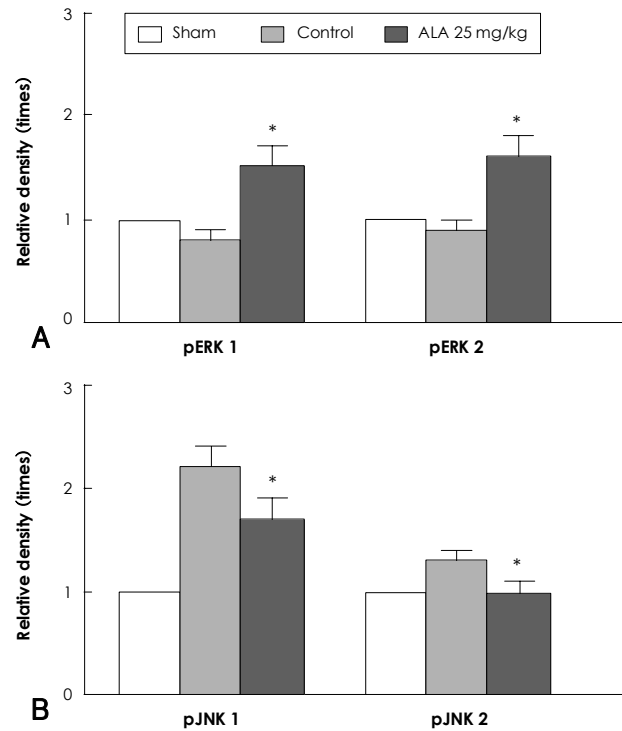 Sham Control ALA 25 mg/kg
Relative density (times)
3
2
1
0
*
*
A
pERK 1 pERK 2
Relative density (times)
3
2
1
0
*
*
B
pJNK 1 pJNK 2